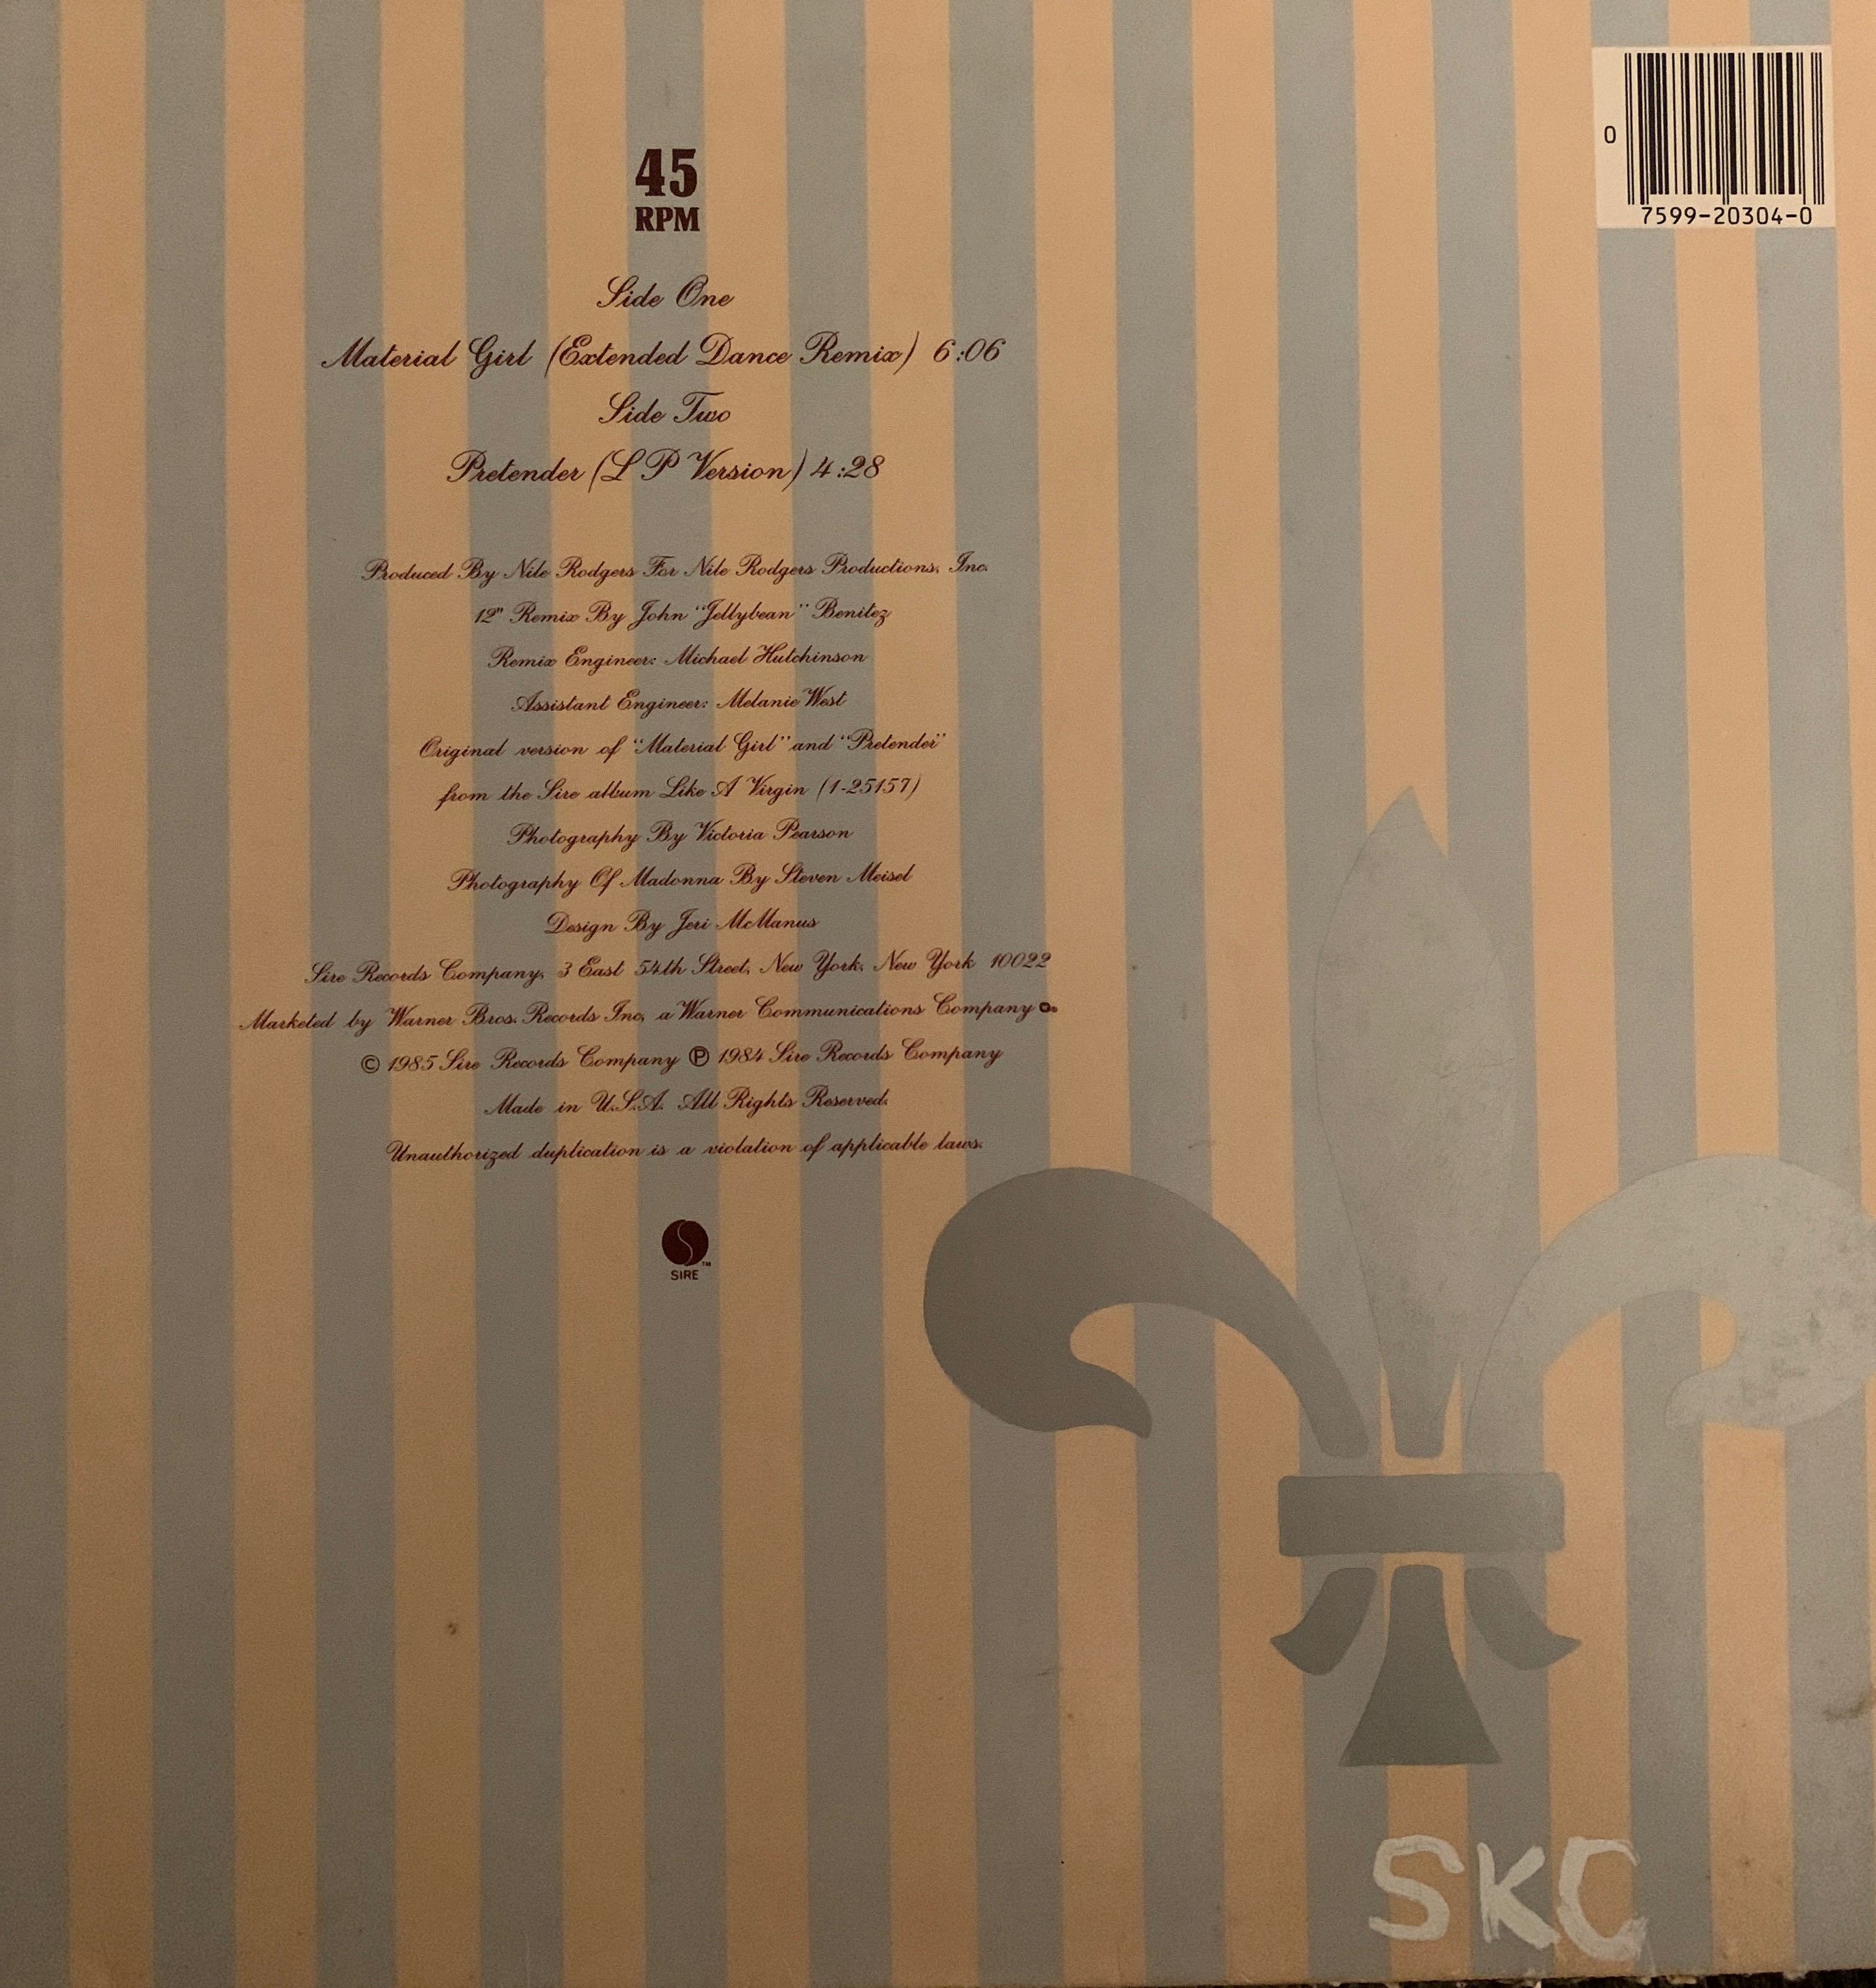 0
7599-20304-0
45
RPM
Side One
Material Girl (Extended Dance Remix) 6:06
Side Two
Pretender (L P Version) 4:28
Produced By Nile Rodgers For Nile Rodgers Productions, Inc.
12" Remix By John "Jellybean" Benitez
Remix Engineer: Michael Hutchinson
Assistant Engineer: Melanie West
Original version of "Material Girl" and "Pretender"
from the Sire album Like A Virgin (1-25157)
Photography By Victoria Pearson
Photography Of Madonna By Steven Meisel
Design By Jeri McManus
Sire Records Company, 3 East 54th Street, New York, New York 10022
Marketed by Warner Bros. Records Inc, a Warner Communications Company
© 1985 Sire Records Company ℗ 1984 Sire Records Company
Made in U.S.A. All Rights Reserved.
Unauthorized duplication is a violation of applicable laws.
SIRE ™
SKC